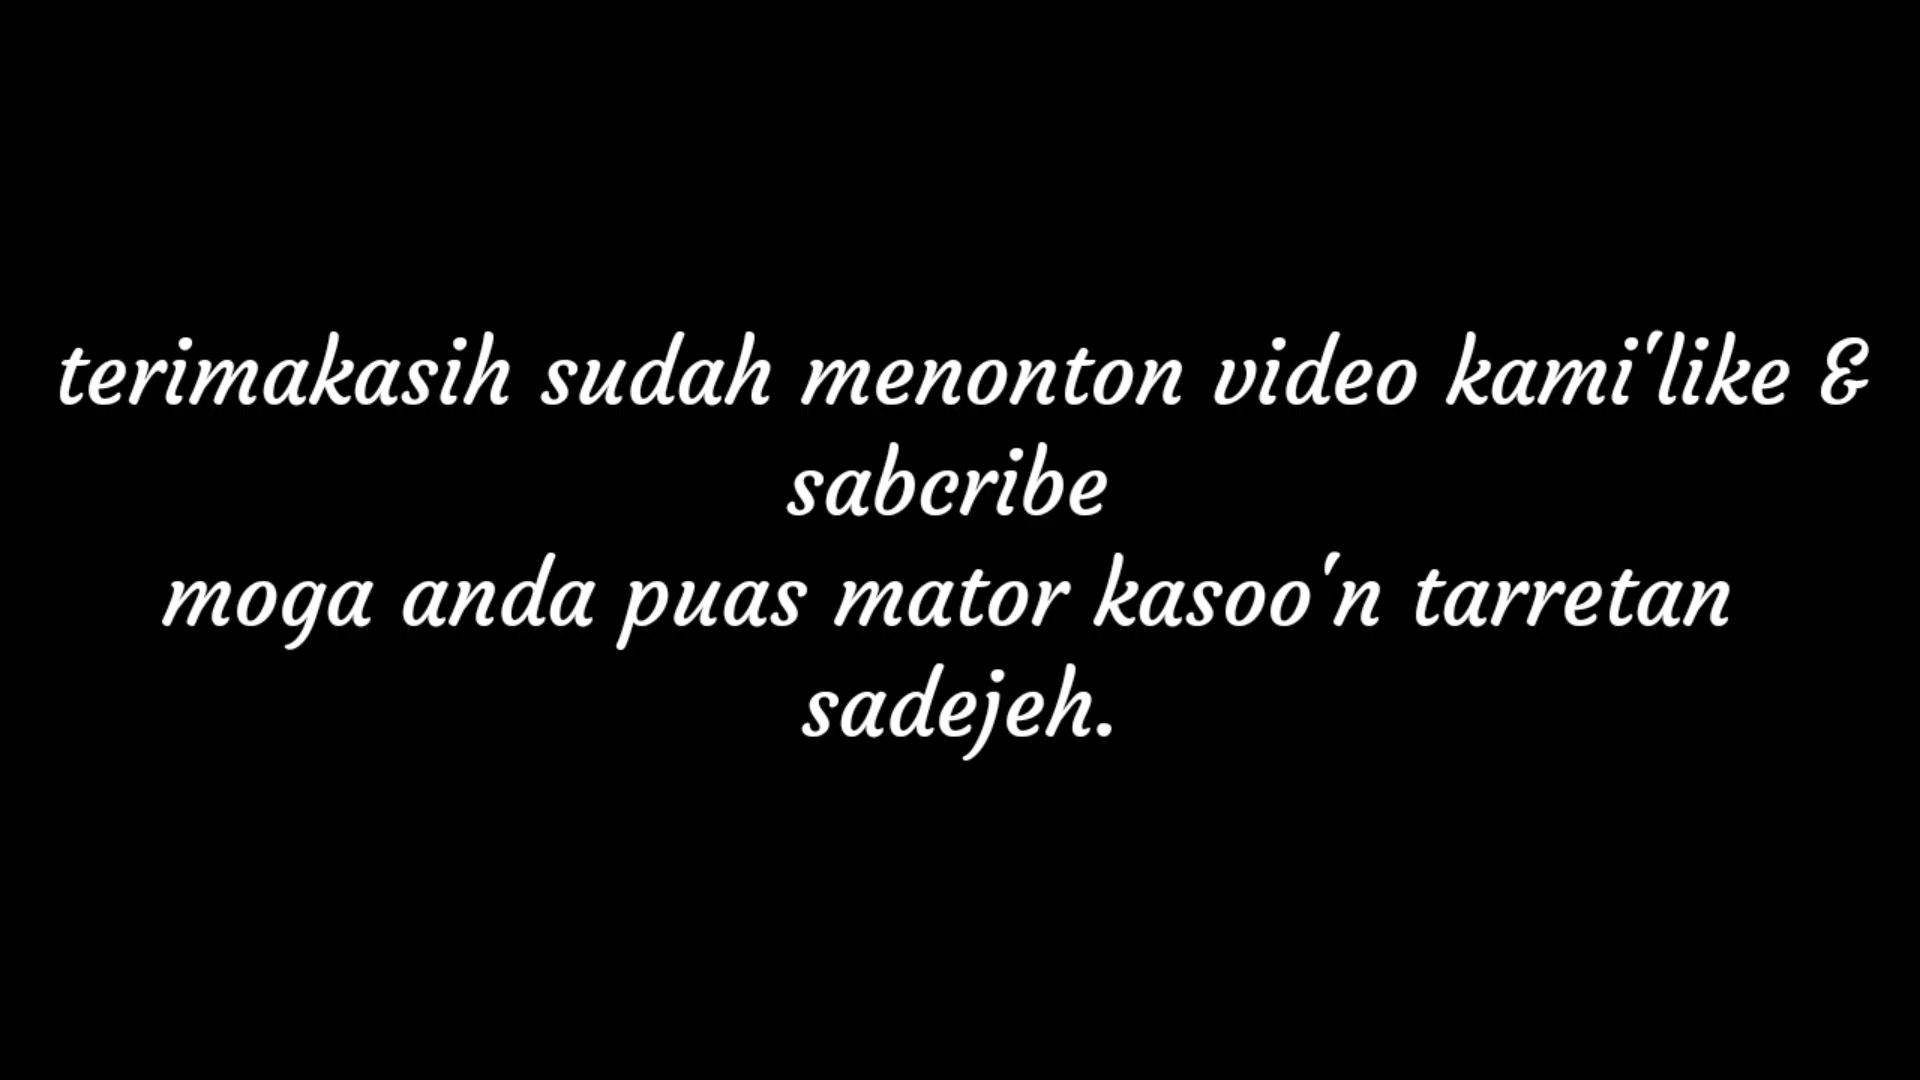 terimakasih sudah menonton video kami'like &
sabcribe
moga anda puas mator kasoo'n tarretan
sadejeh.